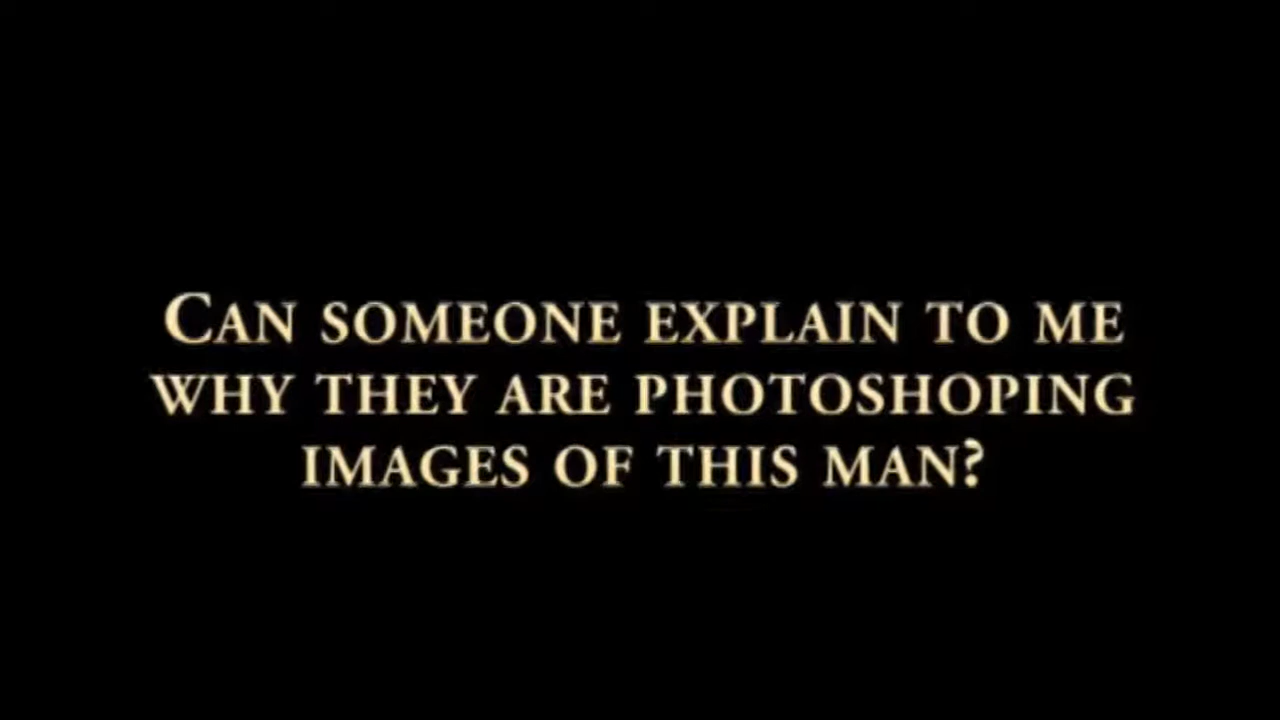 Can someone explain to me
why they are photoshoping
images of this man?